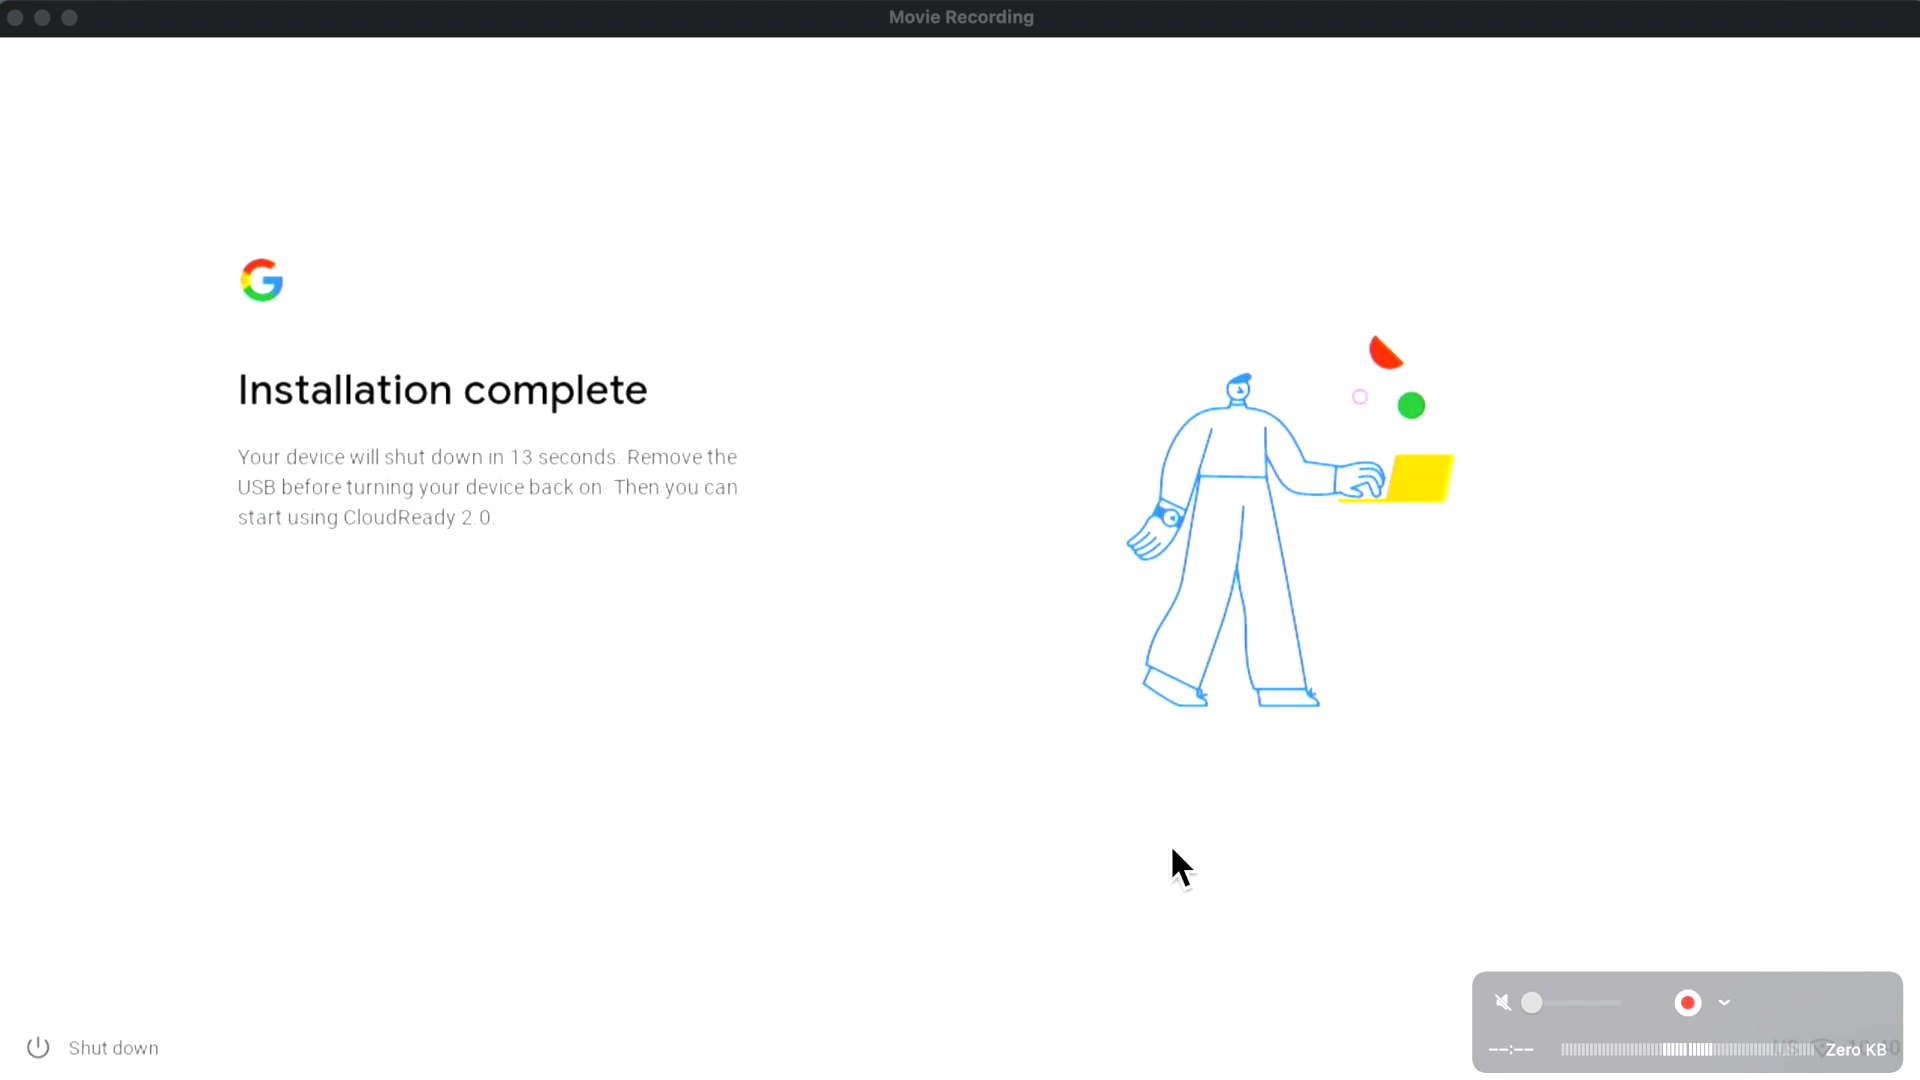 Movie Recording
Installation complete
Your device will shut down in 13 seconds. Remove the
USB before turning your device back on. Then you can
start using CloudReady 2.0.
Shut down
--:--
Zero KB